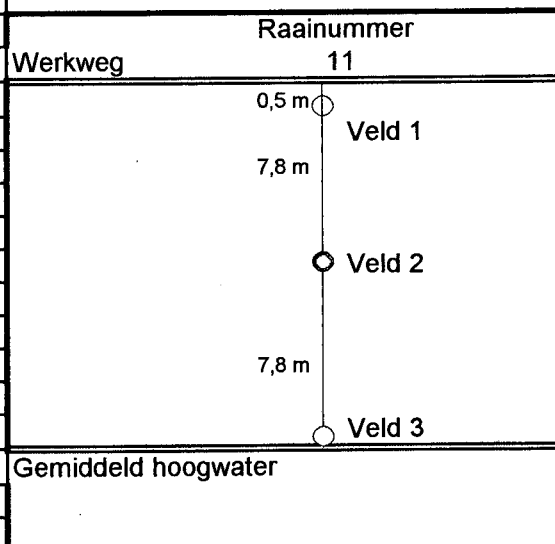 Raainummer
Werkweg 11
0,5 m
Veld 1
7,8 m
Veld 2
7,8 m
Veld 3
Gemiddeld hoogwater